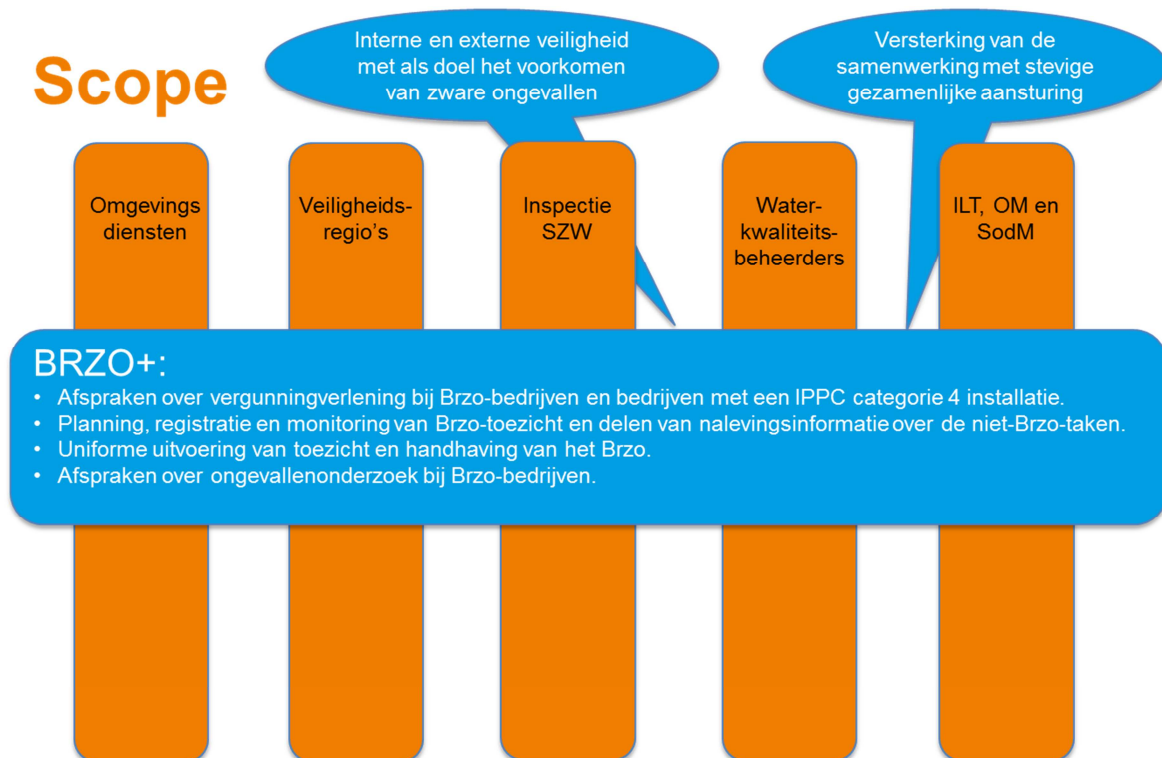 Scope
Interne en externe veiligheid
met als doel het voorkomen
van zware ongevallen
Versterking van de
samenwerking met stevige
gezamenlijke aansturing
Omgevings
diensten
Veiligheids-
regio's
Inspectie
SZW
Water-
kwaliteits-
beheerders
ILT, OM en
SodM
BRZO+:
• Afspraken over vergunningverlening bij Brzo-bedrijven en bedrijven met een IPPC categorie 4 installatie.
• Planning, registratie en monitoring van Brzo-toezicht en delen van nalevingsinformatie over de niet-Brzo-taken.
• Uniforme uitvoering van toezicht en handhaving van het Brzo.
• Afspraken over ongevallenonderzoek bij Brzo-bedrijven.